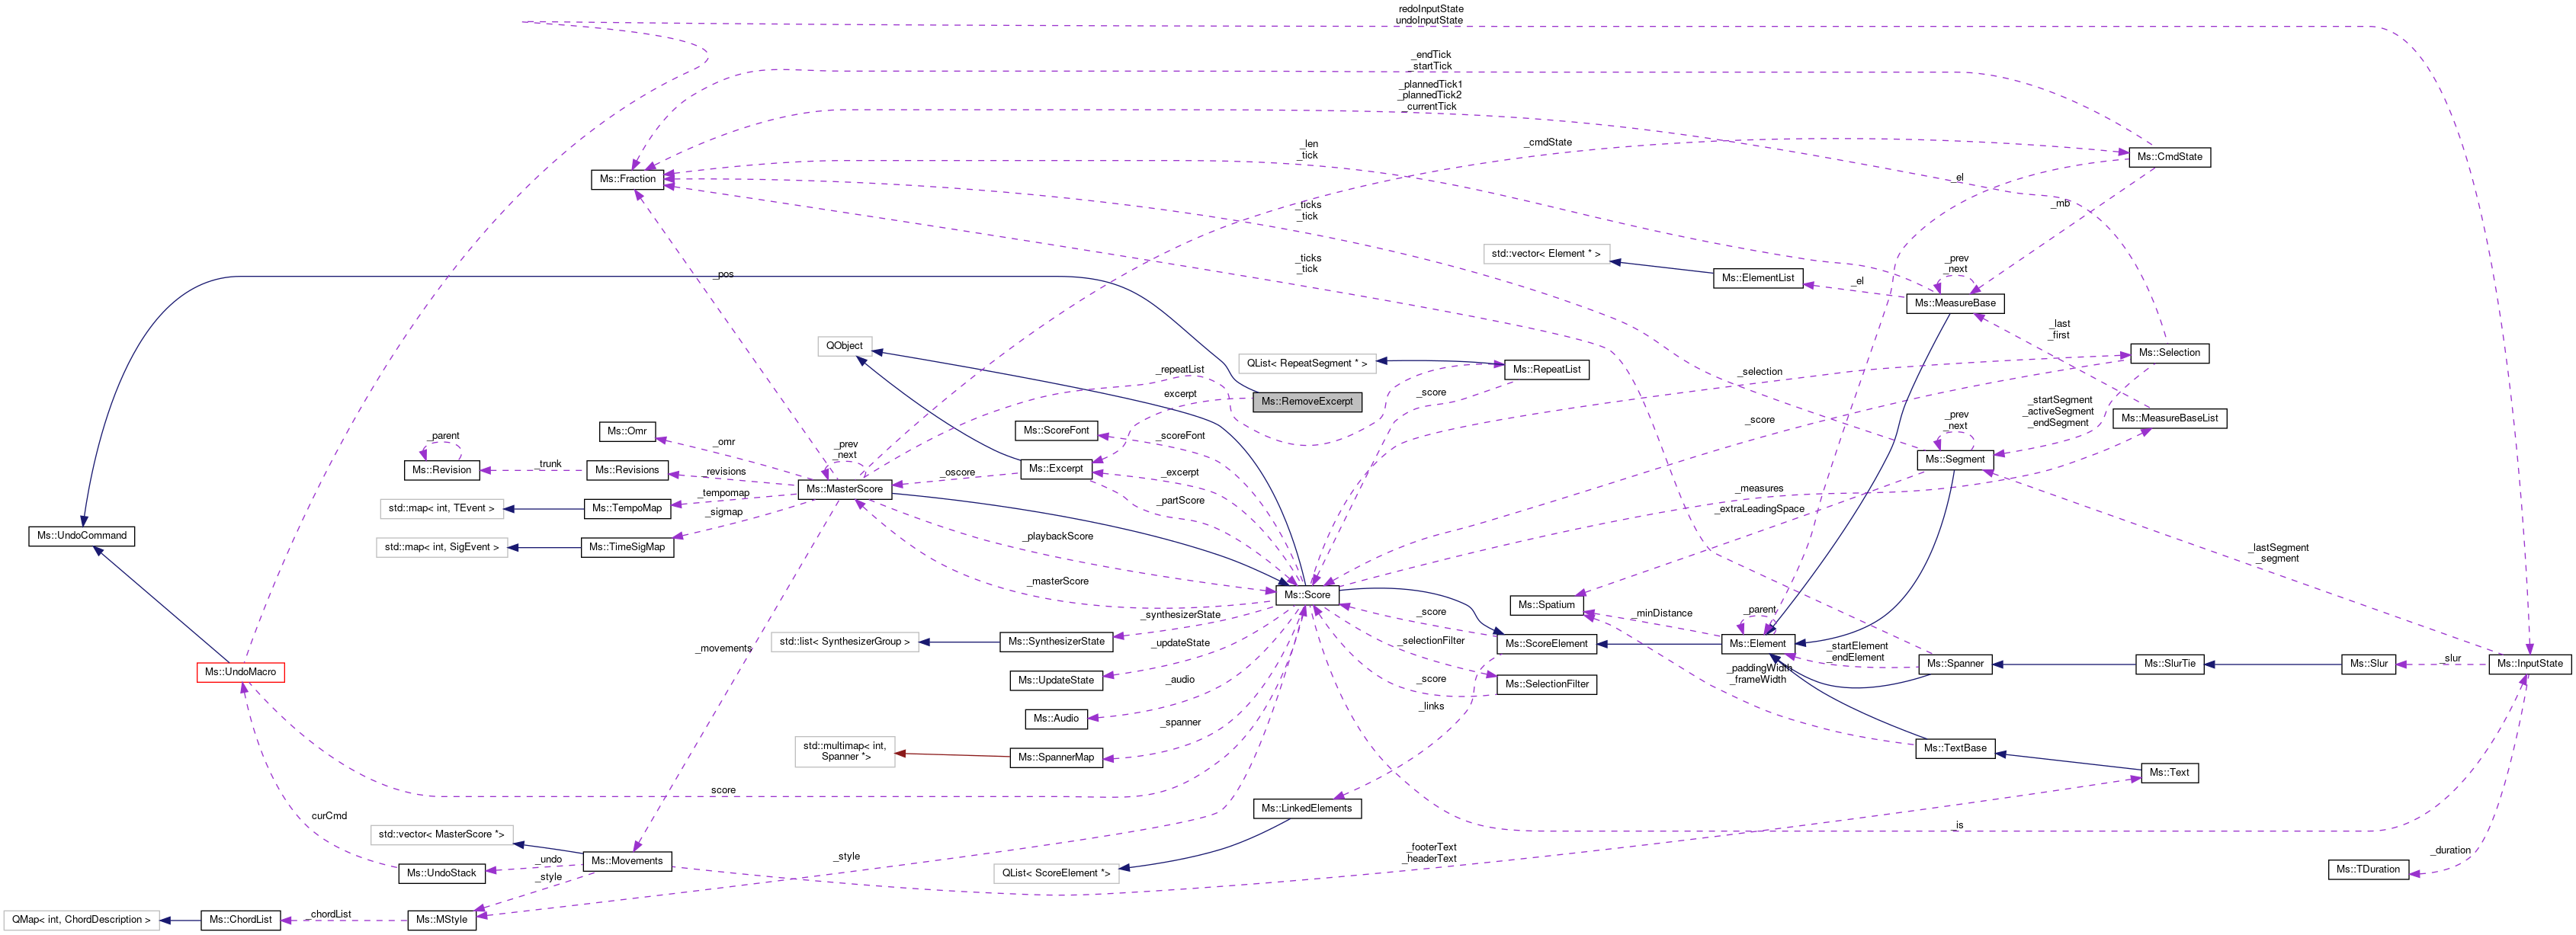 redoInputState
undoInputState
_endTick
_startTick
_plannedTick1
_plannedTick2
_currentTick
_len
_tick
_cmdState
Ms::CmdState
Ms::Fraction
_el
_mb
_ticks
_tick
std::vector< Element * >
_ticks
_tick
_pos
Ms::ElementList
_el
_prev
_next
Ms::MeasureBase
_last
_first
QObject
QList< RepeatSegment * >
Ms::RepeatList
_repeatList
_selection
Ms::Selection
excerpt
Ms::RemoveExcerpt
_score
_startSegment
_activeSegment
_endSegment
Ms::MeasureBaseList
_score
_prev
_next
Ms::Segment
Ms::Omr
_omr
Ms::ScoreFont
_scoreFont
_parent
Ms::Revision
_trunk
Ms::Revisions
_revisions
_prev
_next
Ms::MasterScore
_oscore
Ms::Excerpt
_excerpt
_partScore
_measures
_extraLeadingSpace
std::map< int, TEvent >
Ms::TempoMap
_tempomap
_sigmap
std::map< int, SigEvent >
Ms::TimeSigMap
_playbackScore
_masterScore
Ms::UndoCommand
_lastSegment
_segment
Ms::Score
Ms::Spatium
_minDistance
_parent
_score
_synthesizerState
std::list< SynthesizerGroup >
Ms::SynthesizerState
Ms::ScoreElement
Ms::Element
_selectionFilter
_startElement
_endElement
Ms::Spanner
Ms::SlurTie
Ms::Slur
_slur
Ms::InputState
_updateState
Ms::UpdateState
_movements
Ms::UndoMacro
_audio
Ms::Audio
_score
Ms::SelectionFilter
_paddingWidth
_frameWidth
_links
_spanner
std::multimap< int,
Spanner *>
Ms::SpannerMap
Ms::TextBase
Ms::Text
score
Ms::LinkedElements
curCmd
_is
std::vector< MasterScore *>
Ms::Movements
_undo
_style
Ms::UndoStack
_style
_footerText
_headerText
QList< ScoreElement *>
_duration
Ms::TDuration
QMap< int, ChordDescription >
Ms::ChordList
_chordList
Ms::MStyle